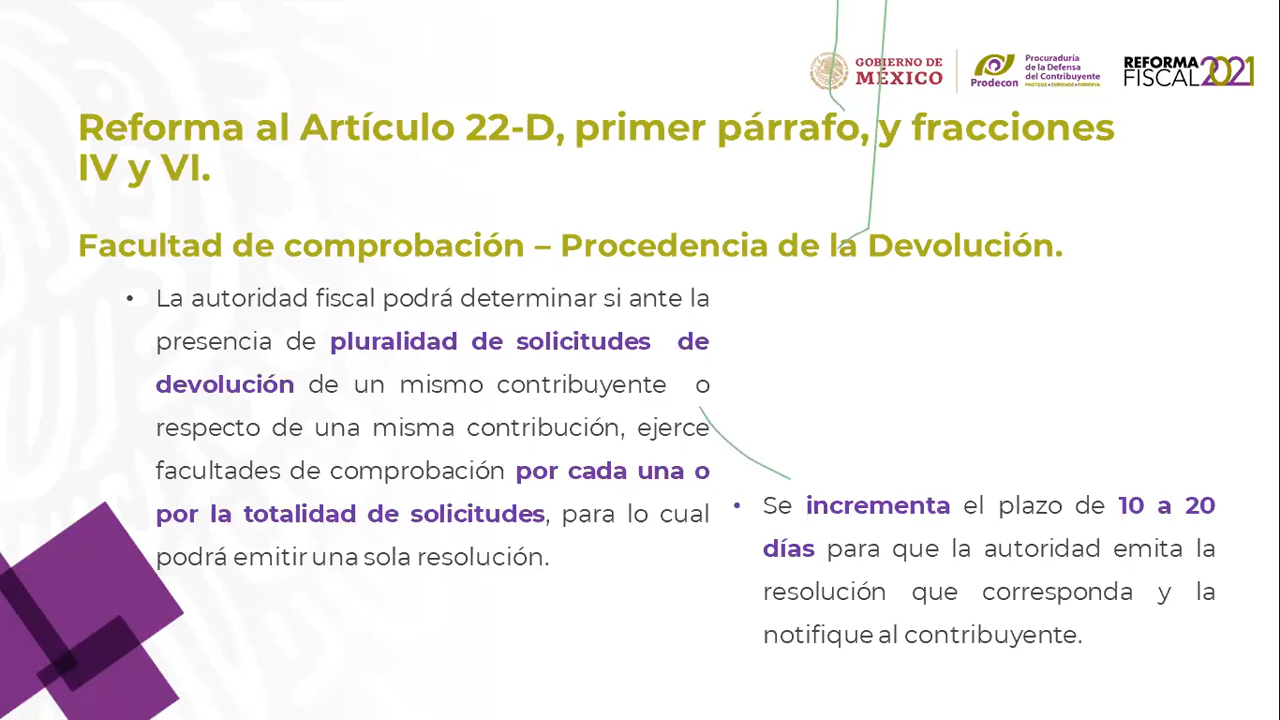 GOBIERNO DE
MÉXICO
Prodecon
Procuraduría
de la Defensa
del Contribuyente
REFORMA
FISCAL 2021
Reforma al Artículo 22-D, primer párrafo, y fracciones
IV y VI.
Facultad de comprobación – Procedencia de la Devolución.
• La autoridad fiscal podrá determinar si ante la
presencia de pluralidad de solicitudes de
devolución de un mismo contribuyente o
respecto de una misma contribución, ejerce
facultades de comprobación por cada una o
por la totalidad de solicitudes, para lo cual
podrá emitir una sola resolución.
• Se incrementa el plazo de 10 a 20
días para que la autoridad emita la
resolución que corresponda y la
notifique al contribuyente.